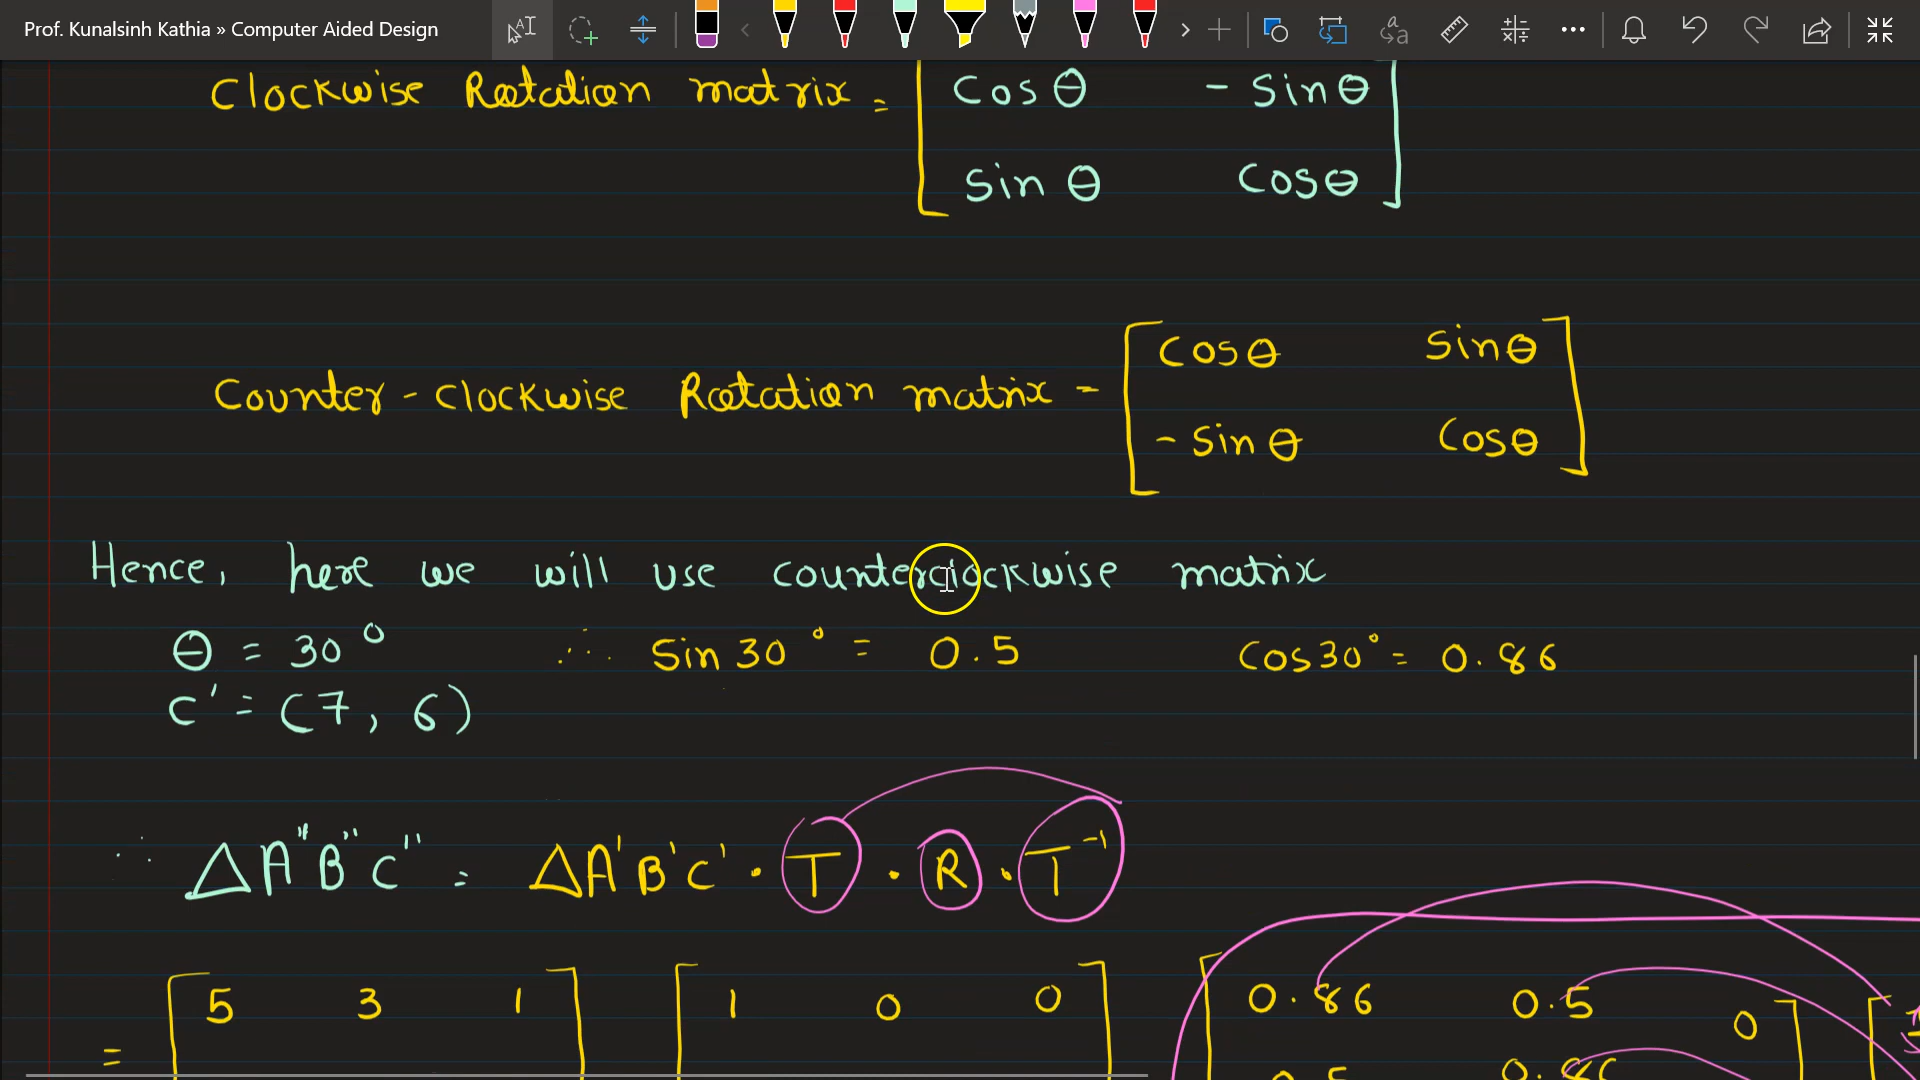 Prof. Kunalsinh Kathia » Computer Aided Design
Clockwise Rotation matrix = [ Cos θ - Sin θ
Sin θ Cos θ ]
Counter - Clockwise Rotation matrix = [ Cos θ Sin θ
- Sin θ Cos θ ]
Hence, here we will use counterclockwise matrix
θ = 30° ∴ Sin 30° = 0.5 Cos 30° = 0.86
C' = (7, 6)
∴ ΔA"B"C" = ΔA'B'C' · T · R · T⁻¹
= [ 5 3 1 ] [ 1 0 0 ] [ 0.86 0.5 0 ] [